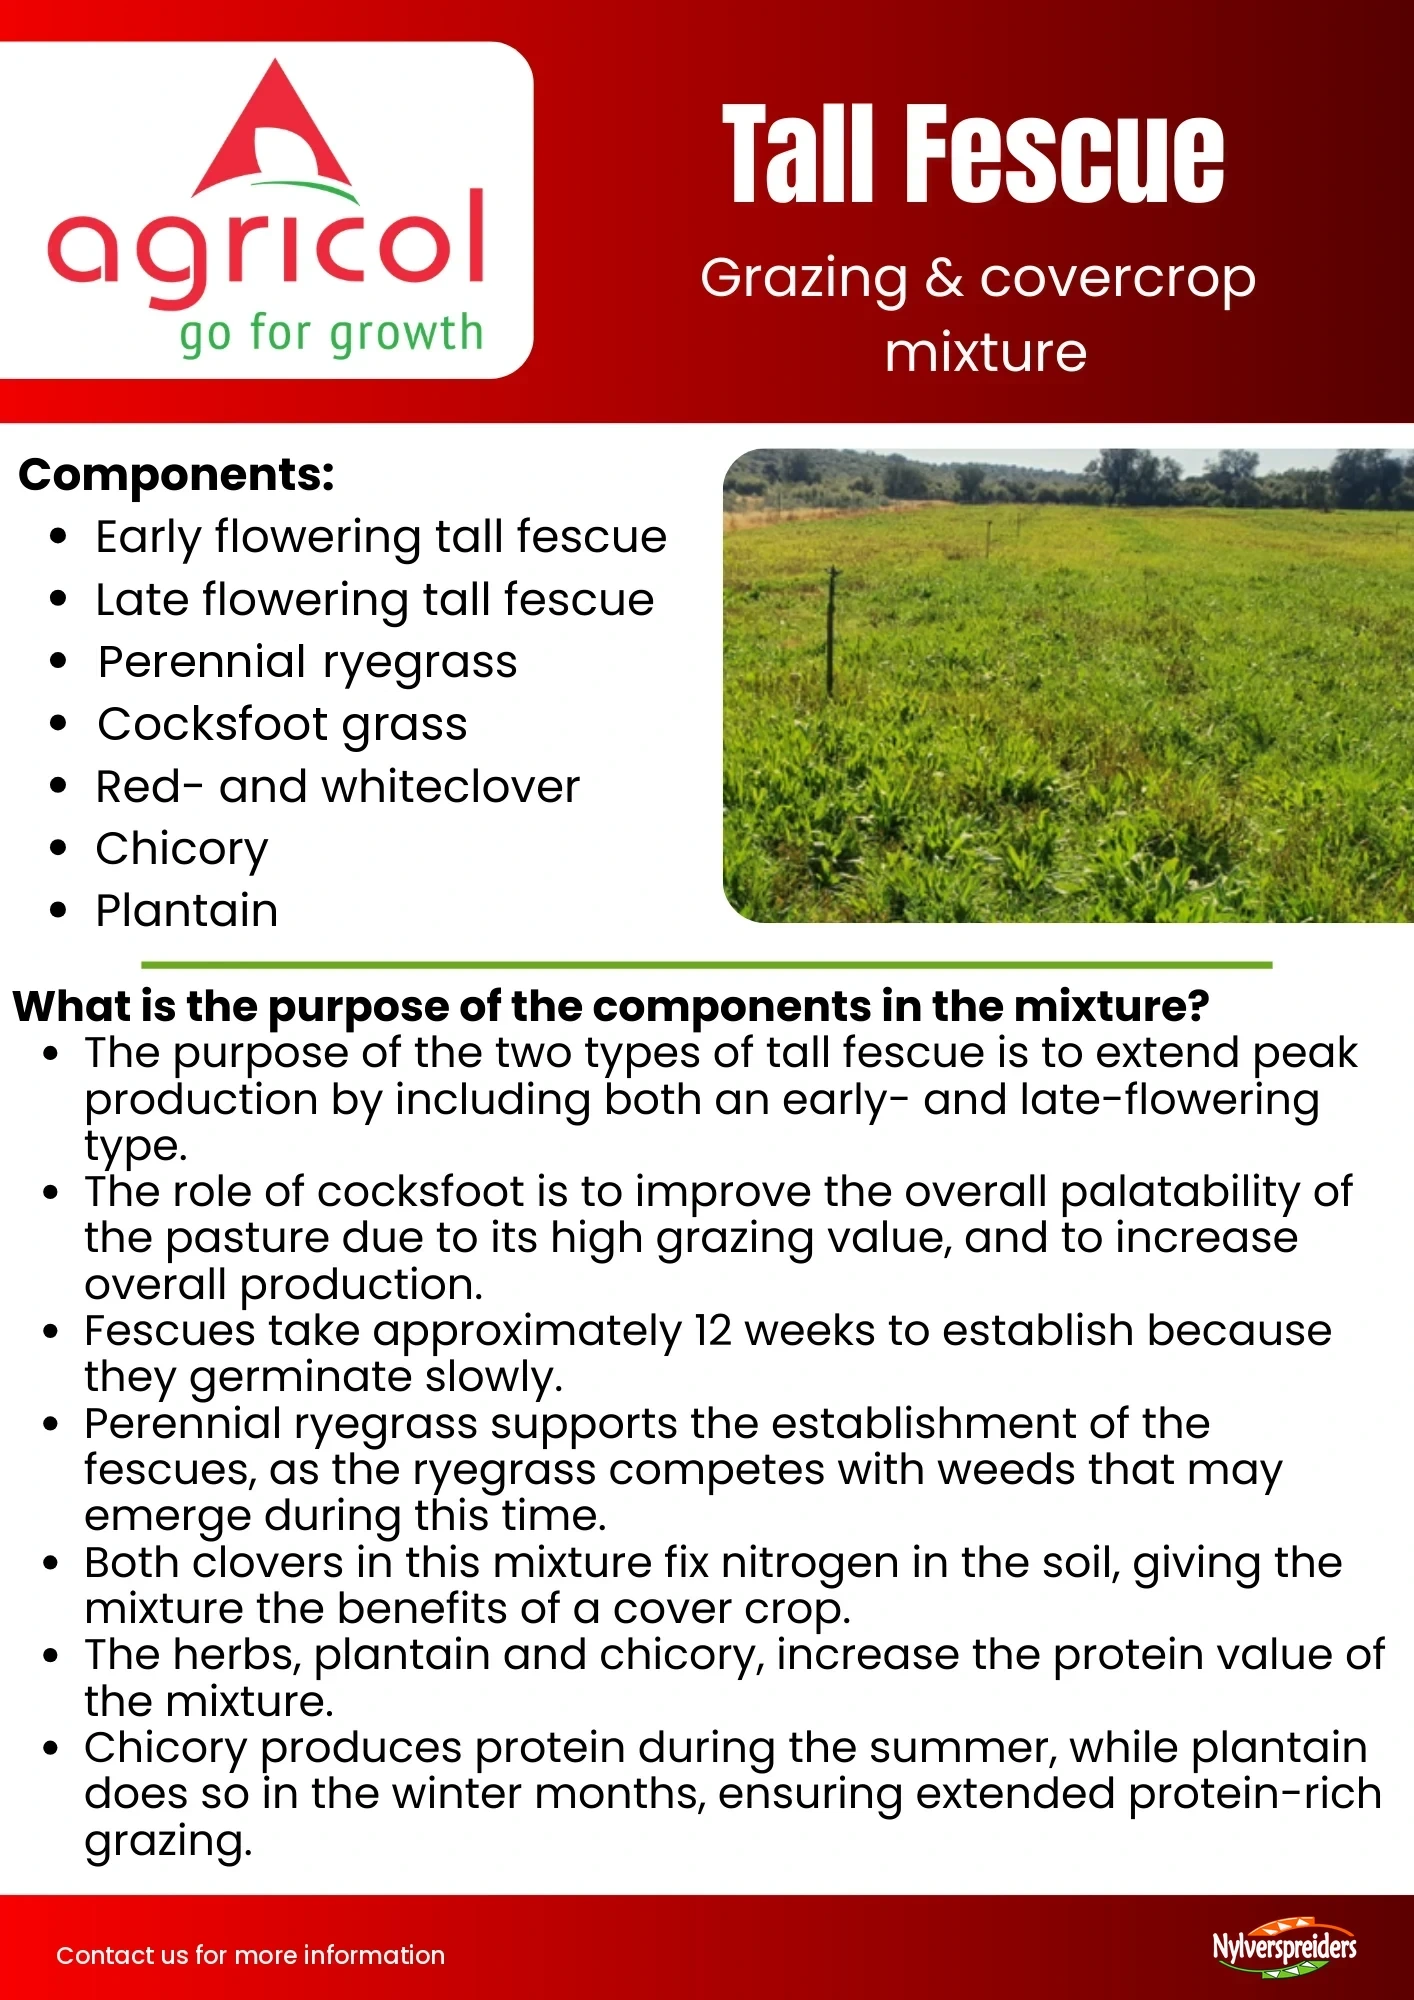 agricol
go for growth
Tall Fescue
Grazing & covercrop
mixture
Components:
• Early flowering tall fescue
• Late flowering tall fescue
• Perennial ryegrass
• Cocksfoot grass
• Red- and whiteclover
• Chicory
• Plantain
What is the purpose of the components in the mixture?
• The purpose of the two types of tall fescue is to extend peak
production by including both an early- and late-flowering
type.
• The role of cocksfoot is to improve the overall palatability of
the pasture due to its high grazing value, and to increase
overall production.
• Fescues take approximately 12 weeks to establish because
they germinate slowly.
• Perennial ryegrass supports the establishment of the
fescues, as the ryegrass competes with weeds that may
emerge during this time.
• Both clovers in this mixture fix nitrogen in the soil, giving the
mixture the benefits of a cover crop.
• The herbs, plantain and chicory, increase the protein value of
the mixture.
• Chicory produces protein during the summer, while plantain
does so in the winter months, ensuring extended protein-rich
grazing.
Contact us for more information
Nylverspreiders